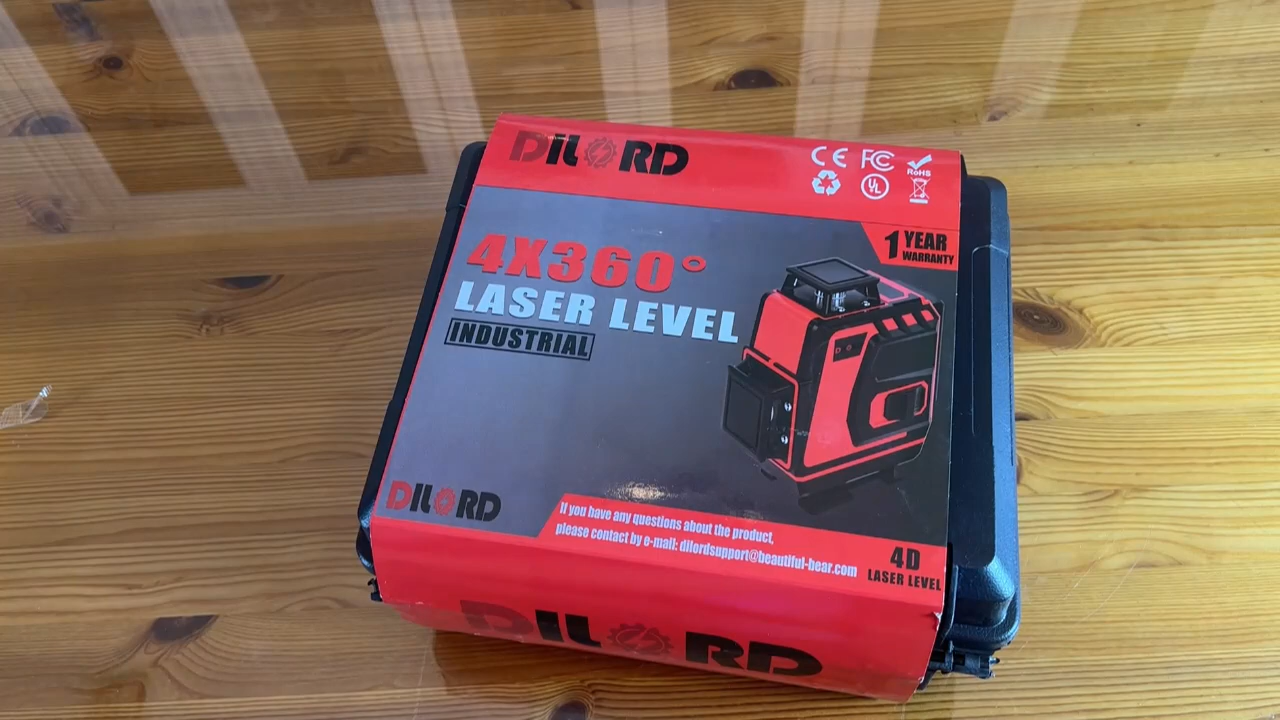 DILORD
CE FC RoHS
UL
1 YEAR
WARRANTY
4X360°
LASER LEVEL
INDUSTRIAL
DILORD
If you have any questions about the product,
please contact by e-mail: dilordsupport@beautiful-bear.com
4D
LASER LEVEL
DILORD